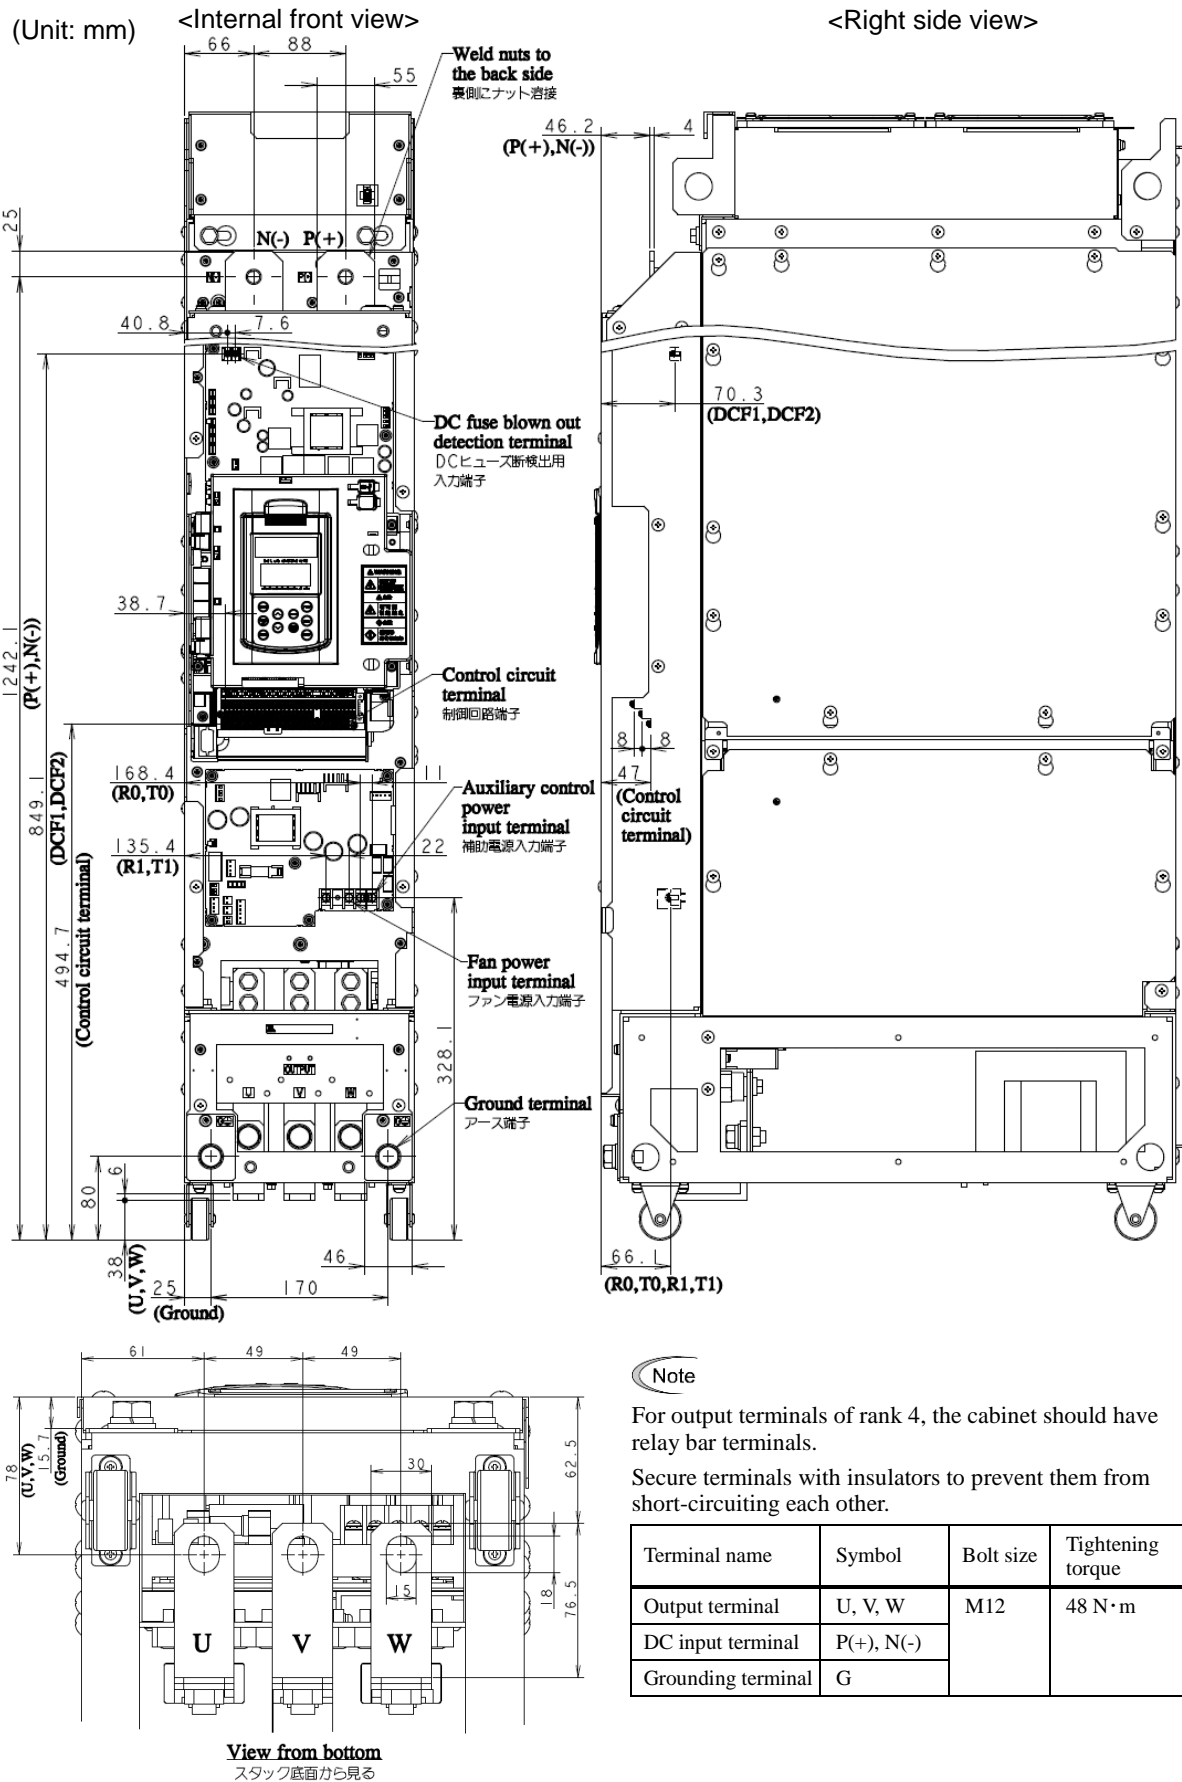 (Unit: mm)
<Internal front view>
<Right side view>
66
88
Weld nuts to
the back side
裏側にナット溶接
55
46.2
(P(+),N(-))
4
25
N(-)
P(+)
40.8
7.6
70.3
(DCF1,DCF2)
DC fuse blown out
detection terminal
DCヒューズ断検出用
入力端子
38.7
1242.1
(P(+),N(-))
Control circuit
terminal
制御回路端子
8
8
47
(Control
circuit
terminal)
168.4
(R0,T0)
11
Auxiliary control
power
input terminal
補助電源入力端子
849.1
(DCF1,DCF2)
135.4
(R1,T1)
22
494.7
(Control circuit terminal)
Fan power
input terminal
ファン電源入力端子
328.1
OUTPUT
U
V
W
Ground terminal
アース端子
6
80
38
(U,V,W)
46
25
(Ground)
170
66.1
(R0,T0,R1,T1)
61
49
49
78
(U,V,W)
15.7
(Ground)
30
62.5
15
18
76.5
U
V
W
View from bottom
スタック底面から見る
Note
For output terminals of rank 4, the cabinet should have
relay bar terminals.
Secure terminals with insulators to prevent them from
short-circuiting each other.
Terminal name
Symbol
Bolt size
Tightening
torque
Output terminal
U, V, W
M12
48 N·m
DC input terminal
P(+), N(-)
Grounding terminal
G